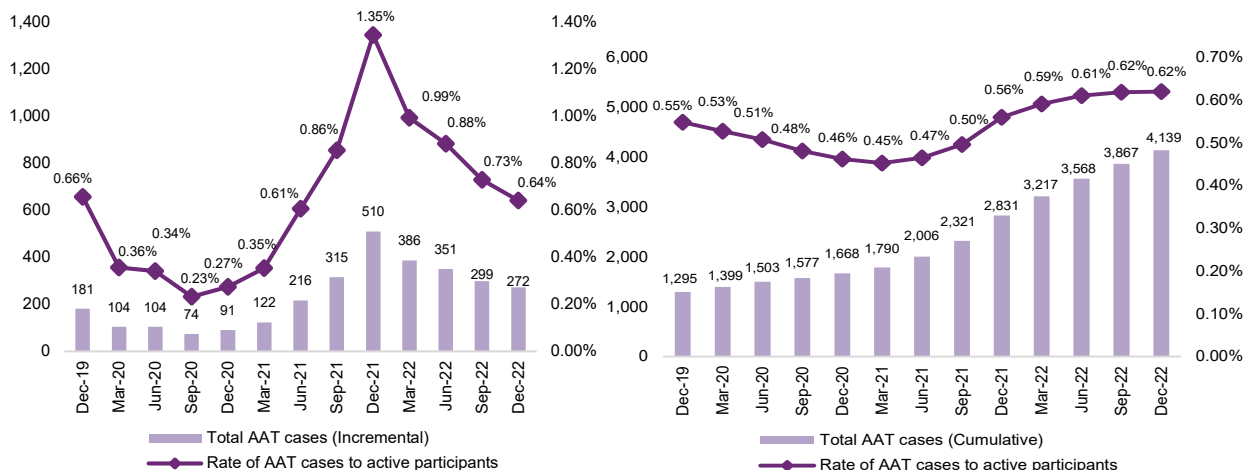 1,400
1,200
1,000
800
600
400
200
0
1.40%
1.20%
1.00%
0.80%
0.60%
0.40%
0.20%
0.00%
0.66%
0.36%
0.34%
0.23%
0.27%
0.35%
0.61%
0.86%
1.35%
0.99%
0.88%
0.73%
0.64%
181
104
104
74
91
122
216
315
510
386
351
299
272
Dec-19
Mar-20
Jun-20
Sep-20
Dec-20
Mar-21
Jun-21
Sep-21
Dec-21
Mar-22
Jun-22
Sep-22
Dec-22
Total AAT cases (Incremental)
Rate of AAT cases to active participants
6,000
5,000
4,000
3,000
2,000
1,000
0
0.70%
0.60%
0.50%
0.40%
0.30%
0.20%
0.10%
0.00%
0.55%
0.53%
0.51%
0.48%
0.46%
0.45%
0.47%
0.50%
0.56%
0.59%
0.61%
0.62%
0.62%
1,295
1,399
1,503
1,577
1,668
1,790
2,006
2,321
2,831
3,217
3,568
3,867
4,139
Dec-19
Mar-20
Jun-20
Sep-20
Dec-20
Mar-21
Jun-21
Sep-21
Dec-21
Mar-22
Jun-22
Sep-22
Dec-22
Total AAT cases (Cumulative)
Rate of AAT cases to active participants